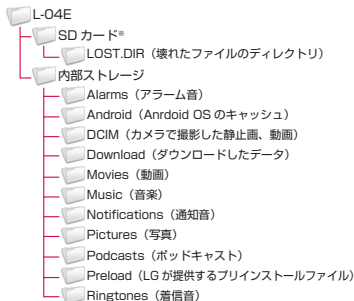 L-04E
SD カード※
LOST.DIR（壊れたファイルのディレクトリ）
内部ストレージ
Alarms（アラーム音）
Android（Anrdoid OS のキャッシュ）
DCIM（カメラで撮影した静止画、動画）
Download（ダウンロードしたデータ）
Movies（動画）
Music（音楽）
Notifications（通知音）
Pictures（写真）
Podcasts（ポッドキャスト）
Preload（LG が提供するプリインストールファイル）
Ringtones（着信音）